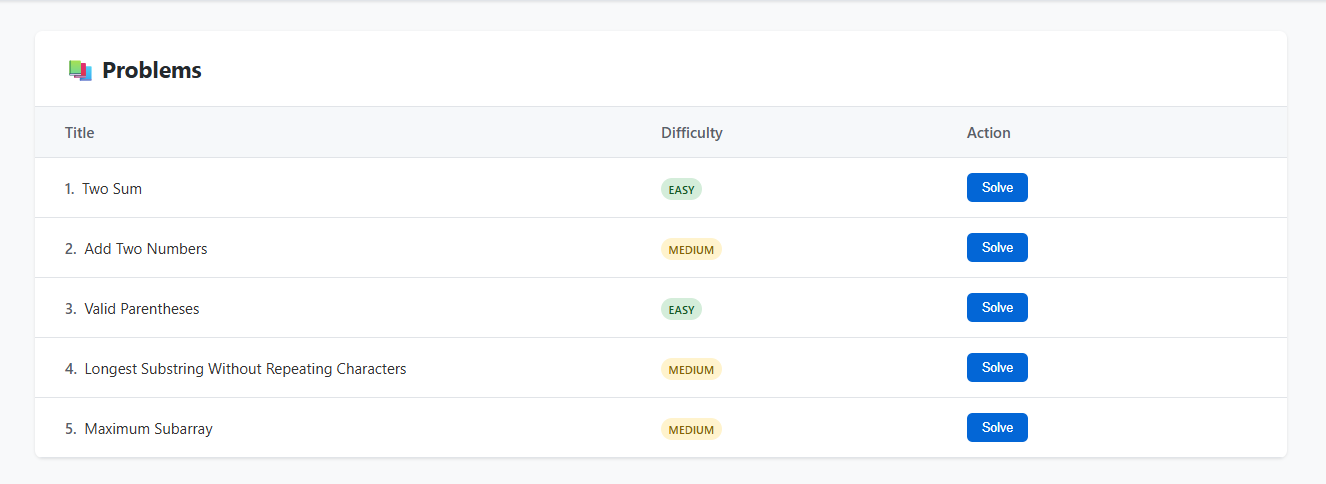 Problems
Title Difficulty Action
1. Two Sum EASY Solve
2. Add Two Numbers MEDIUM Solve
3. Valid Parentheses EASY Solve
4. Longest Substring Without Repeating Characters MEDIUM Solve
5. Maximum Subarray MEDIUM Solve